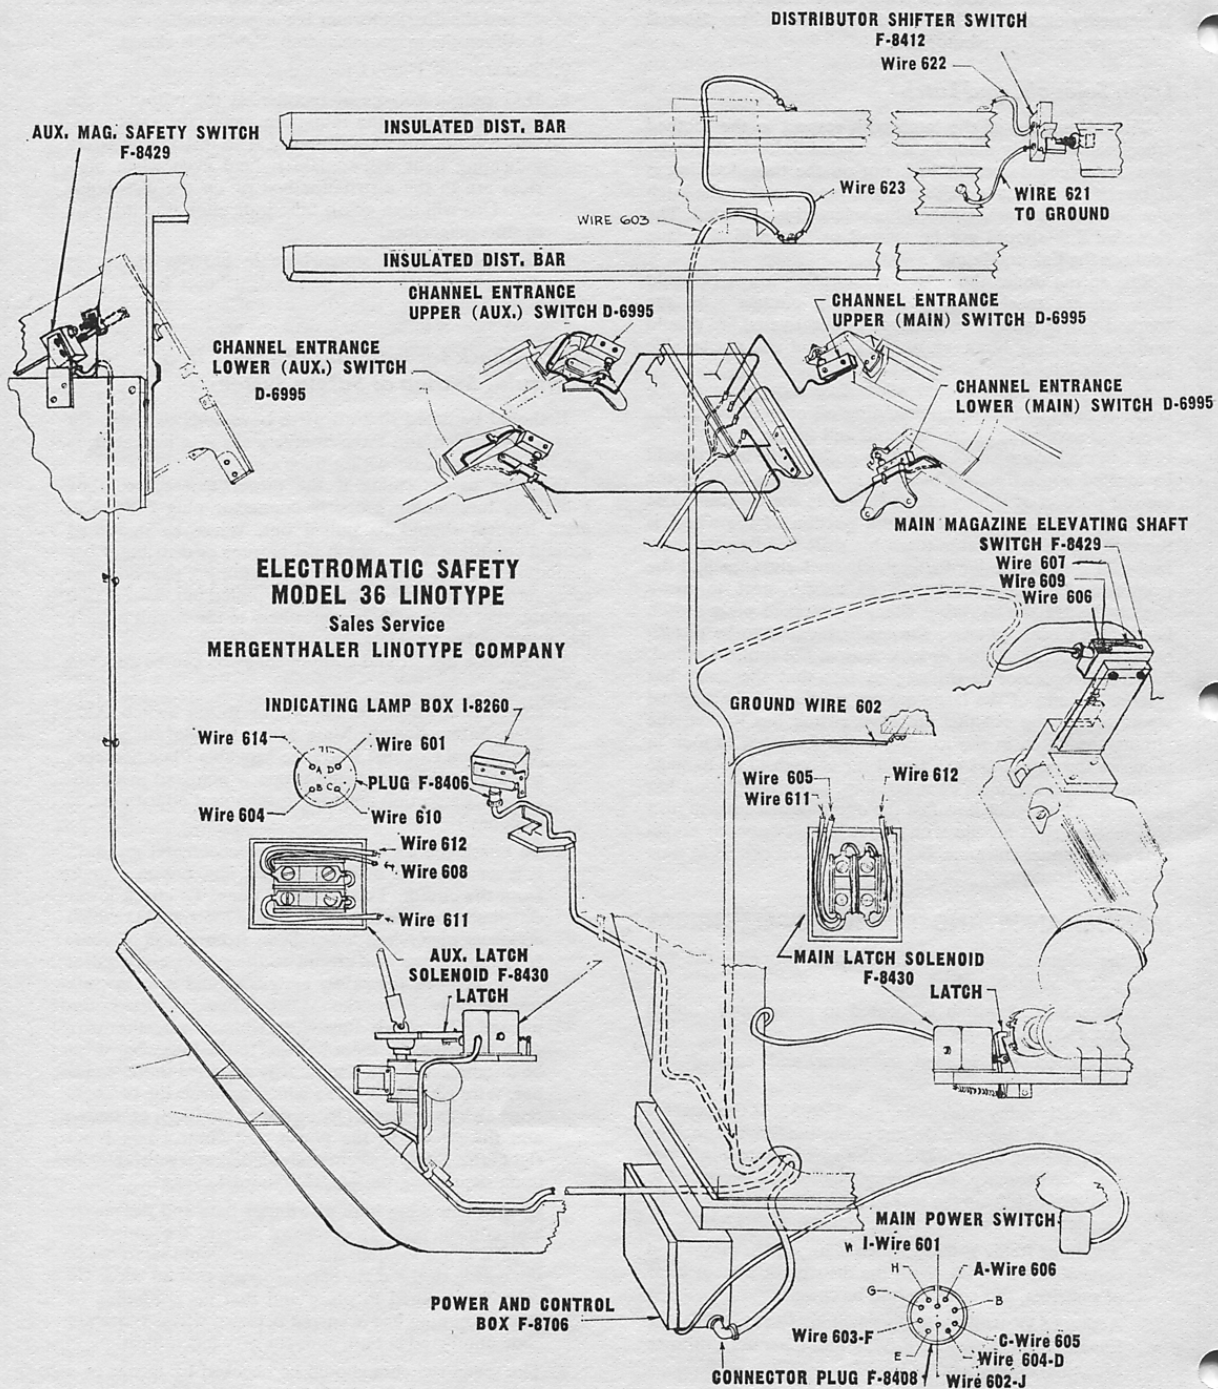 DISTRIBUTOR SHIFTER SWITCH
F-8412
Wire 622
AUX. MAG. SAFETY SWITCH
F-8429
INSULATED DIST. BAR
Wire 623
WIRE 621
TO GROUND
WIRE 603
INSULATED DIST. BAR
CHANNEL ENTRANCE
UPPER (AUX.) SWITCH D-6995
CHANNEL ENTRANCE
UPPER (MAIN) SWITCH D-6995
CHANNEL ENTRANCE
LOWER (AUX.) SWITCH
D-6995
CHANNEL ENTRANCE
LOWER (MAIN) SWITCH D-6995
MAIN MAGAZINE ELEVATING SHAFT
SWITCH F-8429
Wire 607
Wire 609
Wire 606
ELECTROMATIC SAFETY
MODEL 36 LINOTYPE
Sales Service
MERGENTHALER LINOTYPE COMPANY
INDICATING LAMP BOX I-8260
GROUND WIRE 602
Wire 614
Wire 601
A D
B C
PLUG F-8406
Wire 604
Wire 610
Wire 605
Wire 611
Wire 612
Wire 612
Wire 608
Wire 611
AUX. LATCH
SOLENOID F-8430
LATCH
MAIN LATCH SOLENOID
F-8430
LATCH
MAIN POWER SWITCH
I-Wire 601
H
A-Wire 606
G
B
POWER AND CONTROL
BOX F-8706
Wire 603-F
C-Wire 605
E
Wire 604-D
CONNECTOR PLUG F-8408
Wire 602-J